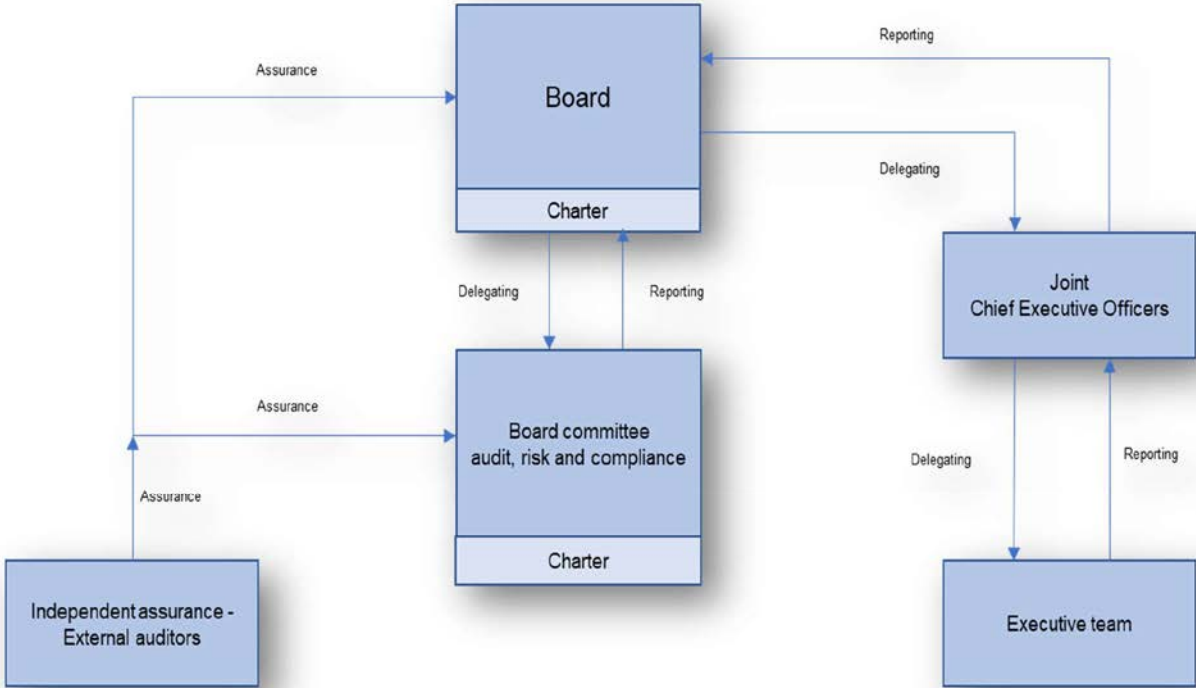 Reporting
Assurance
Board
Delegating
Charter
Delegating
Reporting
Joint
Chief Executive Officers
Assurance
Board committee
audit, risk and compliance
Delegating
Reporting
Assurance
Charter
Independent assurance -
External auditors
Executive team